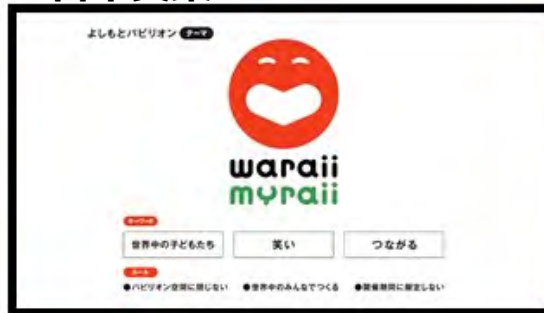 よしもとパビリオン テーマ
waraii
myraii
キーワード
世界中の子どもたち 笑い つながる
ルール
●パビリオン空間に閉じない ●世界中のみんなでつくる ●開催期間に限定しない